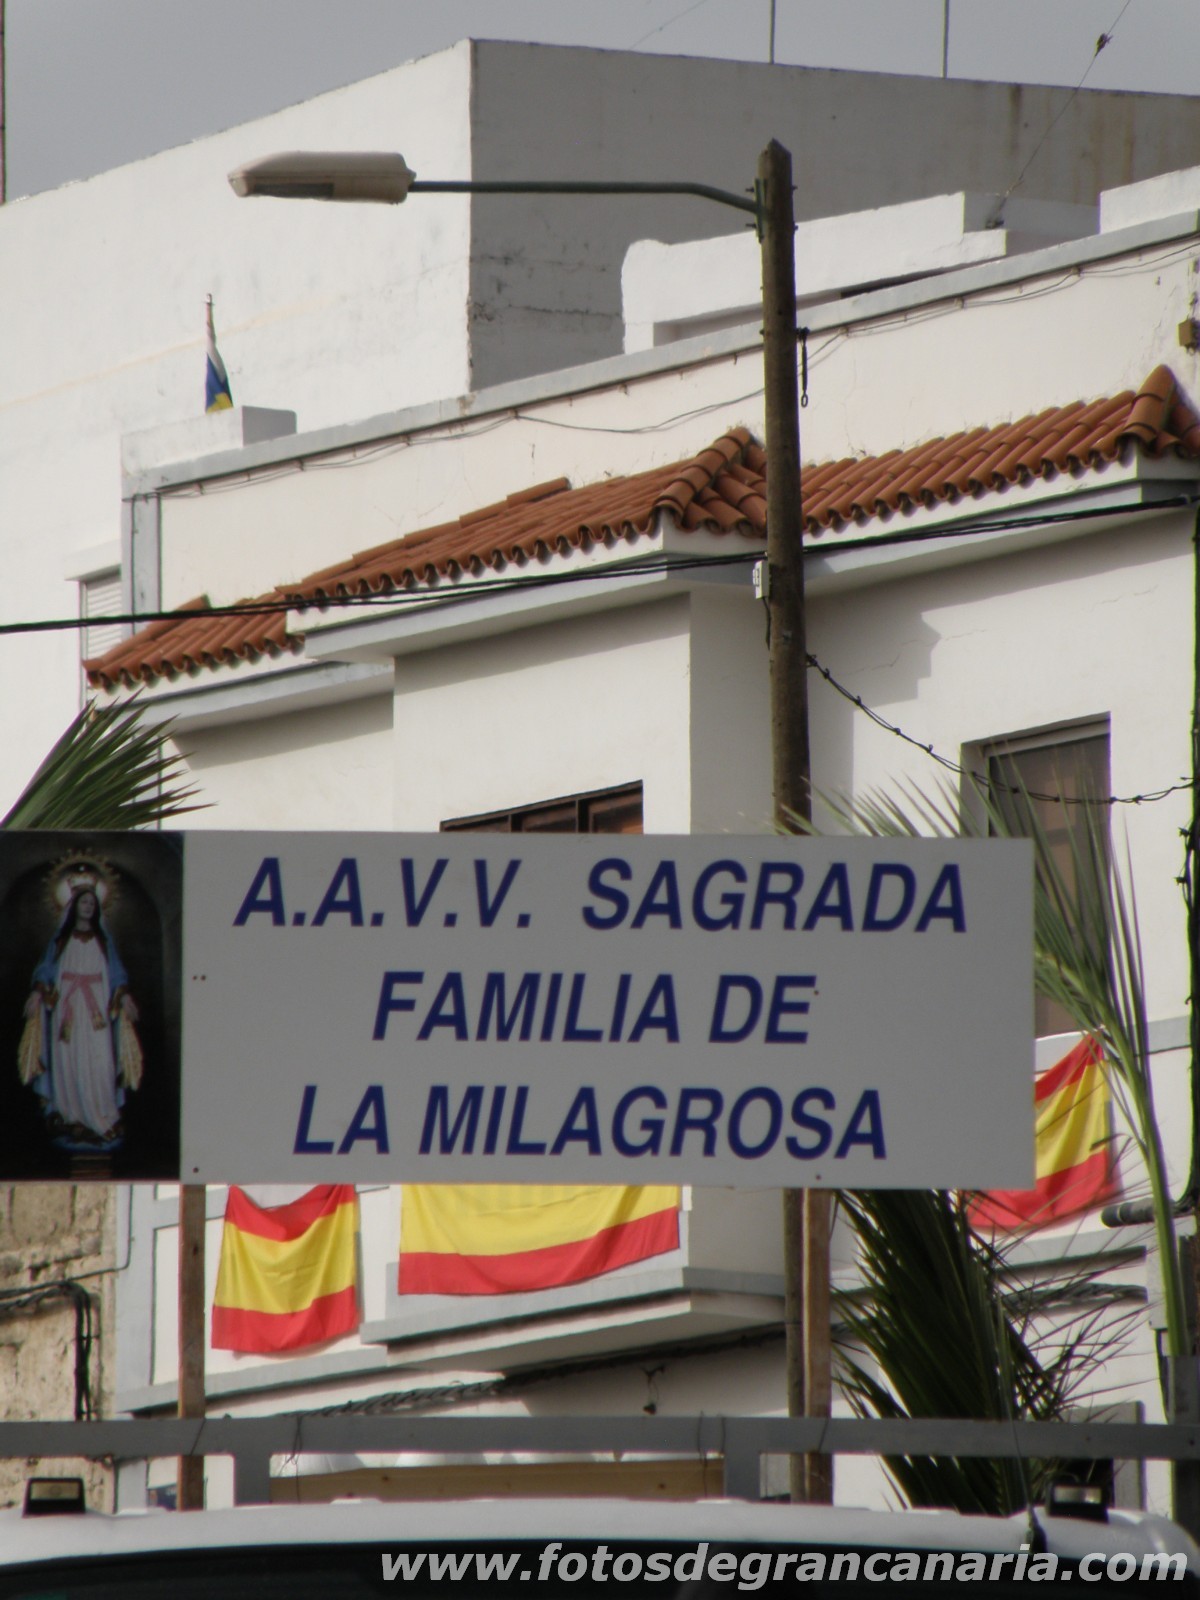 A.A.V.V. SAGRADA
FAMILIA DE
LA MILAGROSA
www.fotosdegrancanaria.com